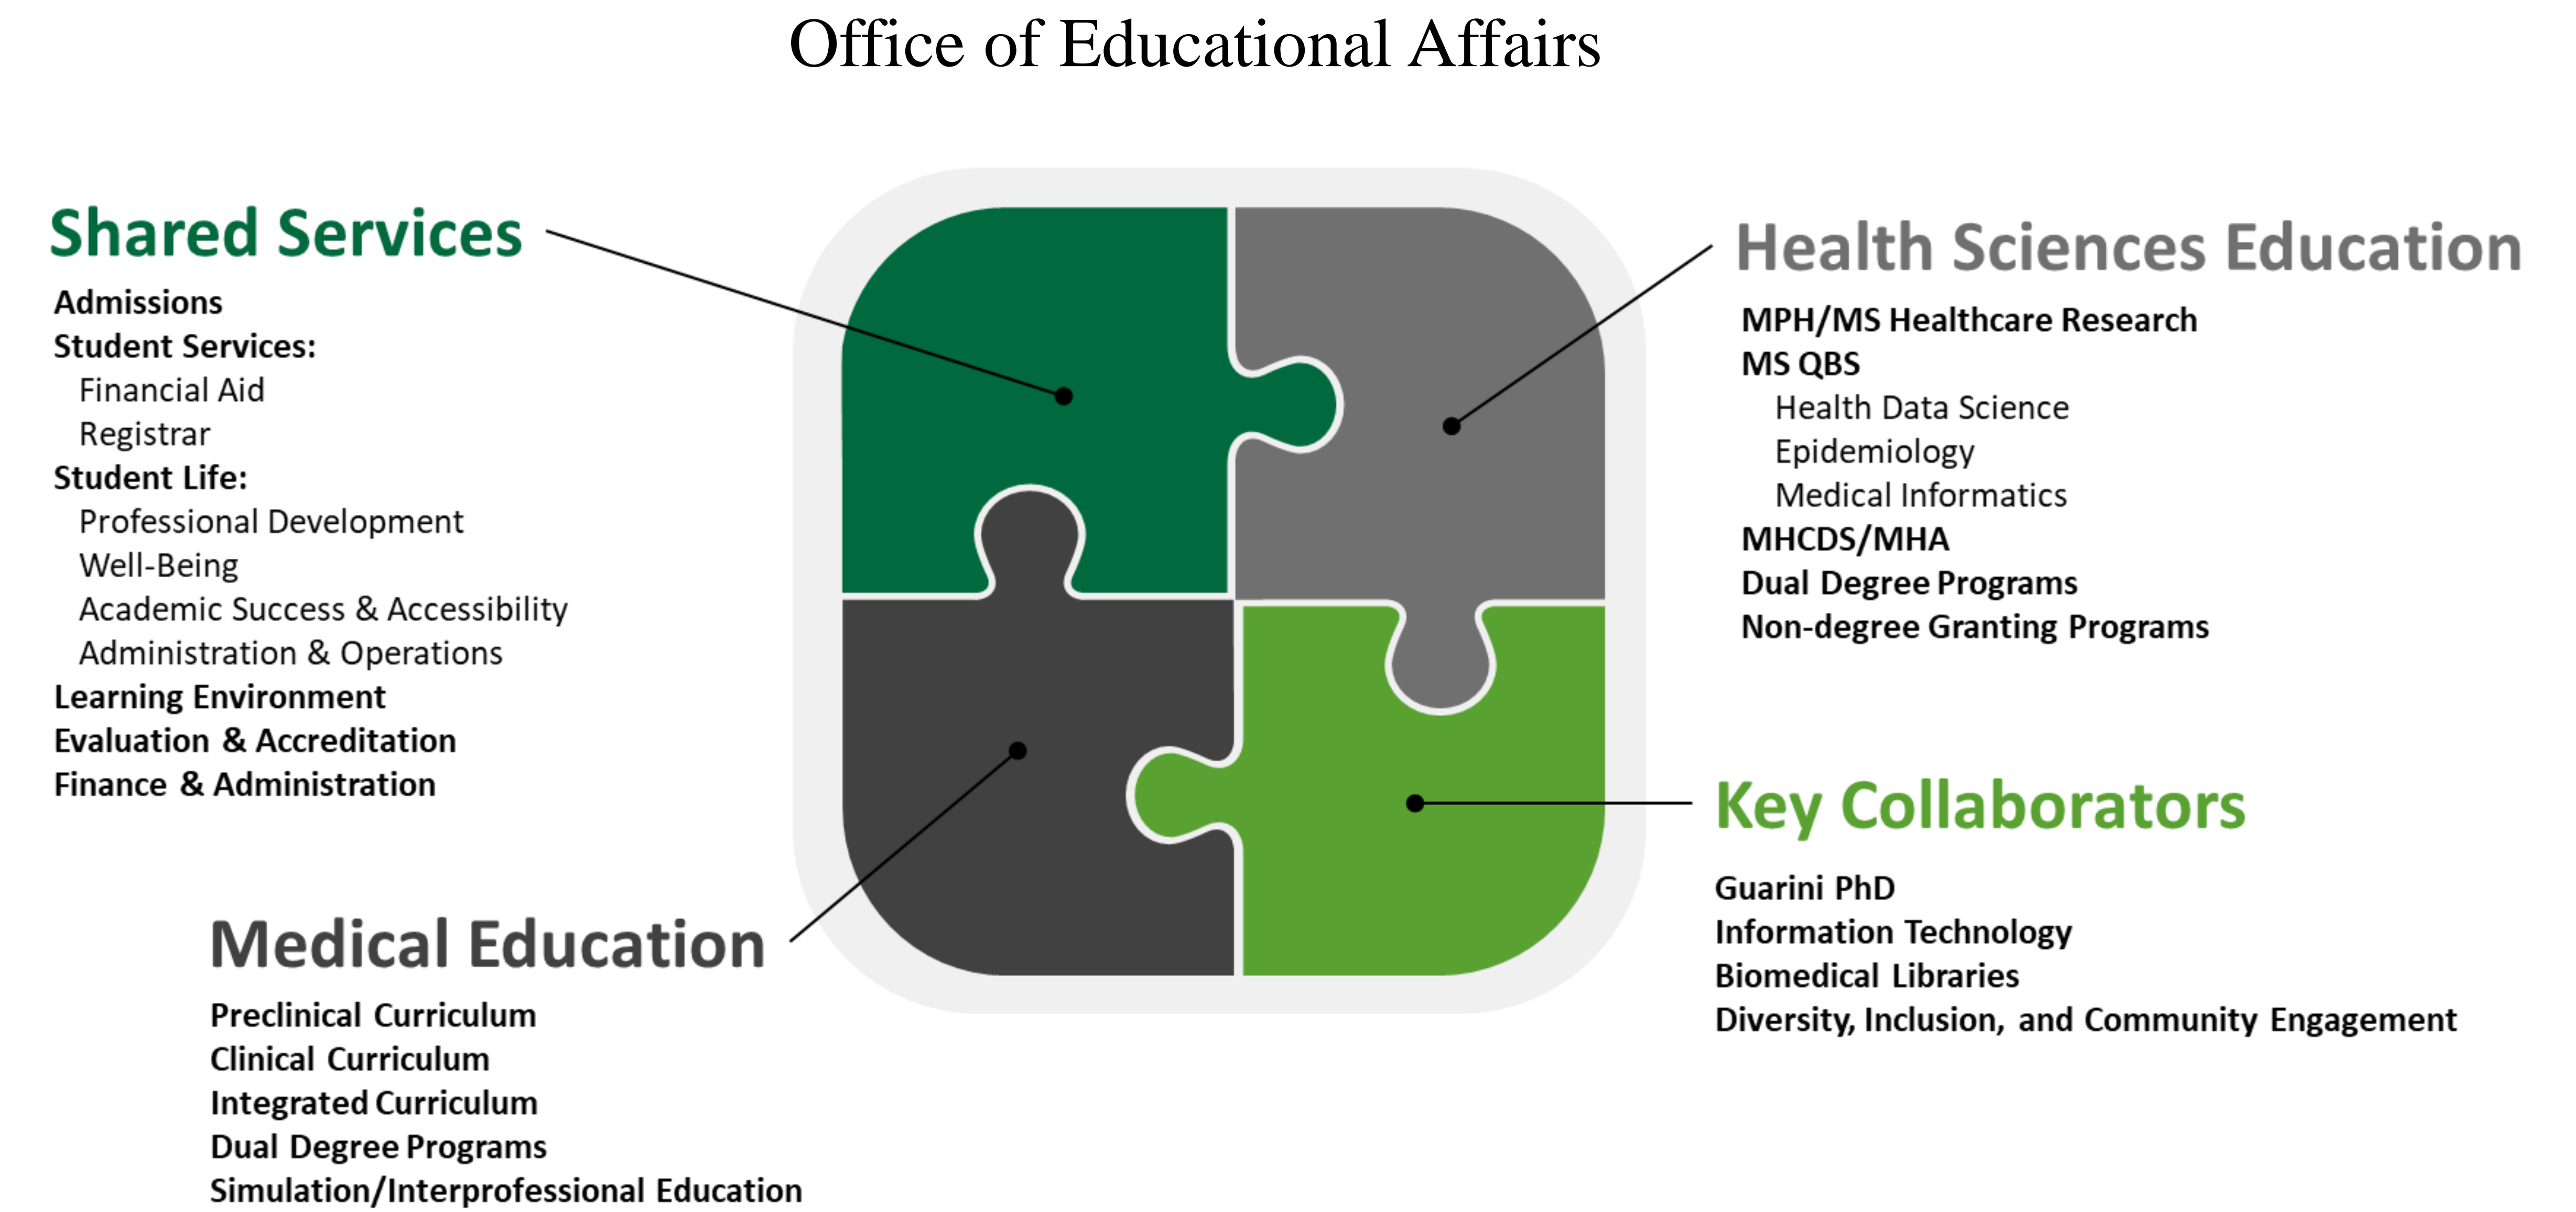 Office of Educational Affairs
Shared Services
Admissions
Student Services:
Financial Aid
Registrar
Student Life:
Professional Development
Well-Being
Academic Success & Accessibility
Administration & Operations
Learning Environment
Evaluation & Accreditation
Finance & Administration
Health Sciences Education
MPH/MS Healthcare Research
MS QBS
Health Data Science
Epidemiology
Medical Informatics
MHCDS/MHA
Dual Degree Programs
Non-degree Granting Programs
Medical Education
Preclinical Curriculum
Clinical Curriculum
Integrated Curriculum
Dual Degree Programs
Simulation/Interprofessional Education
Key Collaborators
Guarini PhD
Information Technology
Biomedical Libraries
Diversity, Inclusion, and Community Engagement